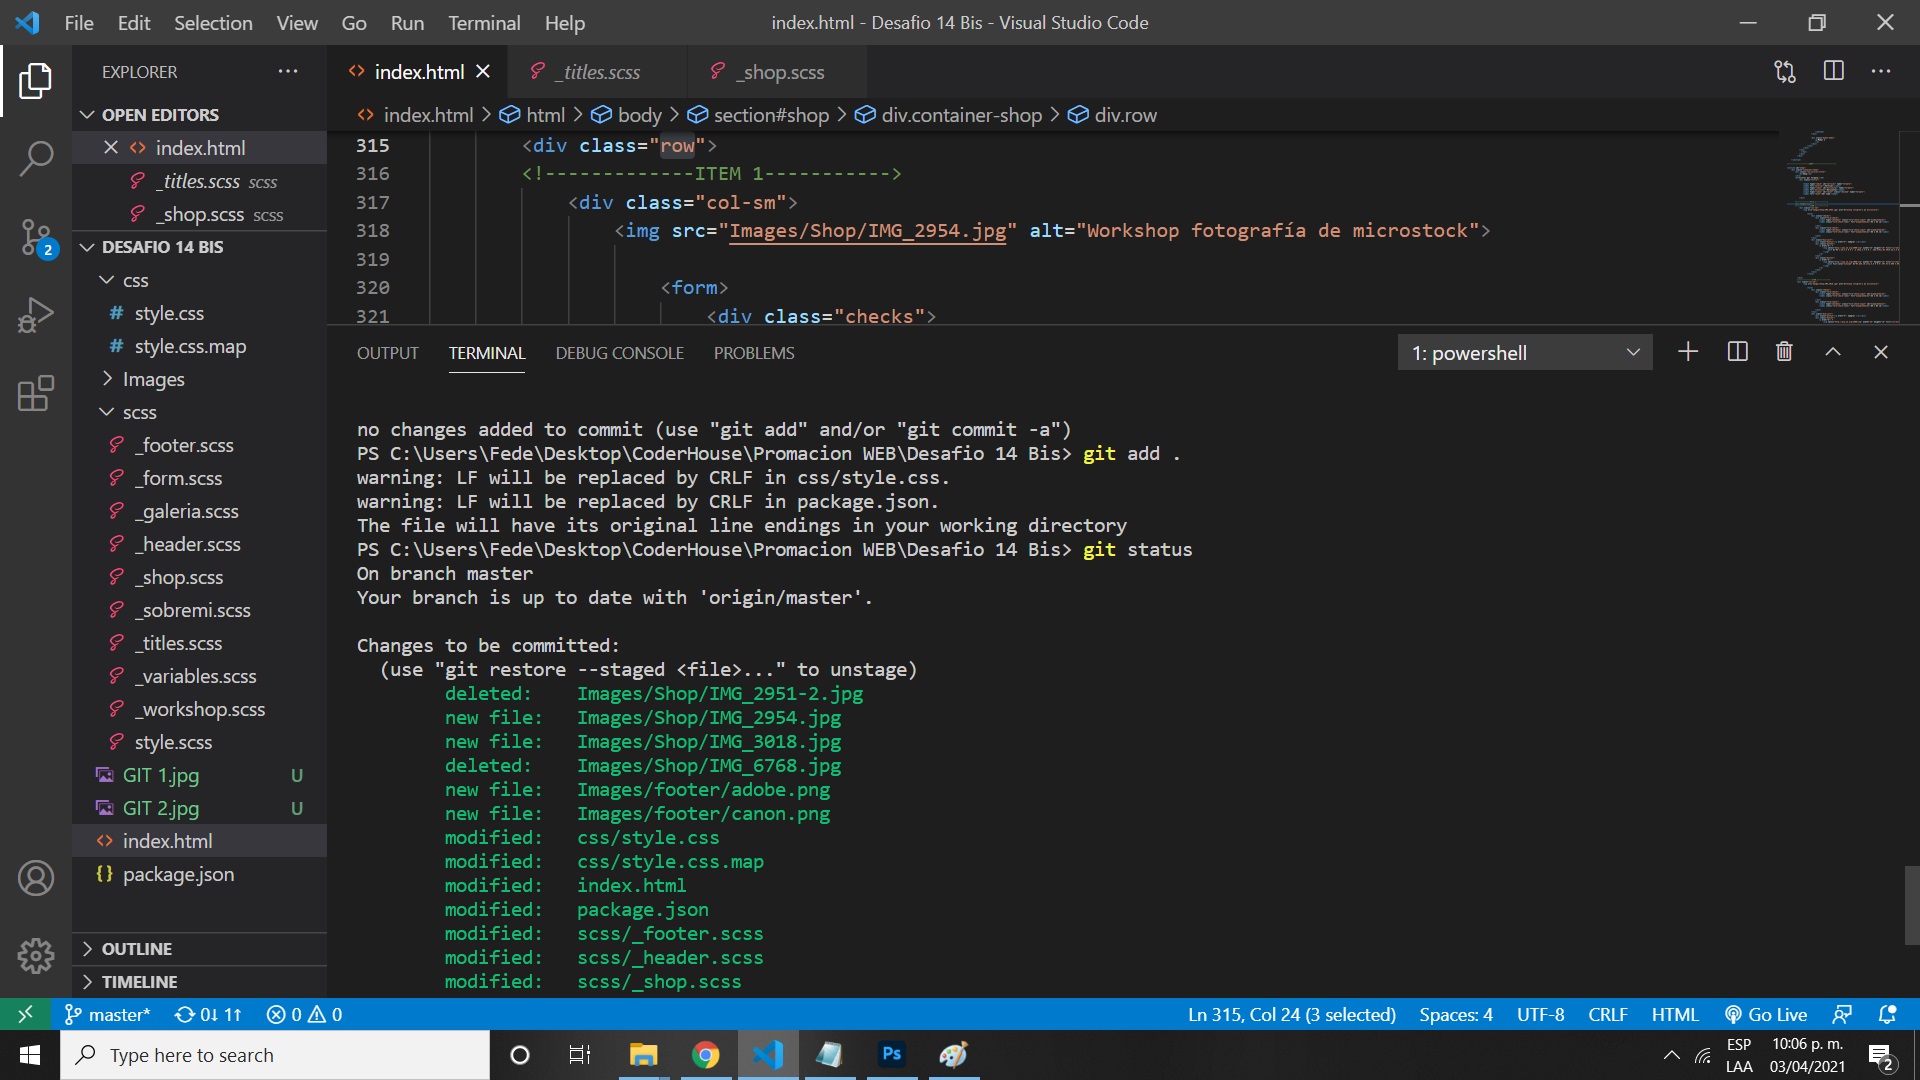 File Edit Selection View Go Run Terminal Help
index.html - Desafio 14 Bis - Visual Studio Code
EXPLORER
OPEN EDITORS
index.html
_titles.scss scss
_shop.scss scss
DESAFIO 14 BIS
css
style.css
style.css.map
Images
scss
_footer.scss
_form.scss
_galeria.scss
_header.scss
_shop.scss
_sobremi.scss
_titles.scss
_variables.scss
_workshop.scss
style.scss
GIT 1.jpg U
GIT 2.jpg U
index.html
package.json
OUTLINE
TIMELINE
2
index.html _titles.scss _shop.scss
index.html > html > body > section#shop > div.container-shop > div.row
315 <div class="row">
316 <!-------------ITEM 1----------->
317 <div class="col-sm">
318 <img src="Images/Shop/IMG_2954.jpg" alt="Workshop fotografía de microstock">
319
320 <form>
321 <div class="checks">
OUTPUT TERMINAL DEBUG CONSOLE PROBLEMS
1: powershell
no changes added to commit (use "git add" and/or "git commit -a")
PS C:\Users\Fede\Desktop\CoderHouse\Promacion WEB\Desafio 14 Bis> git add .
warning: LF will be replaced by CRLF in css/style.css.
warning: LF will be replaced by CRLF in package.json.
The file will have its original line endings in your working directory
PS C:\Users\Fede\Desktop\CoderHouse\Promacion WEB\Desafio 14 Bis> git status
On branch master
Your branch is up to date with 'origin/master'.
Changes to be committed:
(use "git restore --staged <file>..." to unstage)
deleted: Images/Shop/IMG_2951-2.jpg
new file: Images/Shop/IMG_2954.jpg
new file: Images/Shop/IMG_3018.jpg
deleted: Images/Shop/IMG_6768.jpg
new file: Images/footer/adobe.png
new file: Images/footer/canon.png
modified: css/style.css
modified: css/style.css.map
modified: index.html
modified: package.json
modified: scss/_footer.scss
modified: scss/_header.scss
modified: scss/_shop.scss
master* 0↓ 1↑ 0 0
Ln 315, Col 24 (3 selected) Spaces: 4 UTF-8 CRLF HTML Go Live
Type here to search
Ps
ESP
LAA
10:06 p. m.
03/04/2021
2